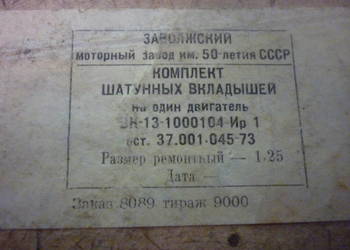 ЗАВОЛЖСКИЙ
моторный завод им. 50-летия СССР
КОМПЛЕКТ
ШАТУННЫХ ВКЛАДЫШЕЙ
на один двигатель
ВК-13-1000104-Ир 1
ост. 37.001.045-73
Размер ремонтный — 1,25
Дата —
Заказ 8089 тираж 9000